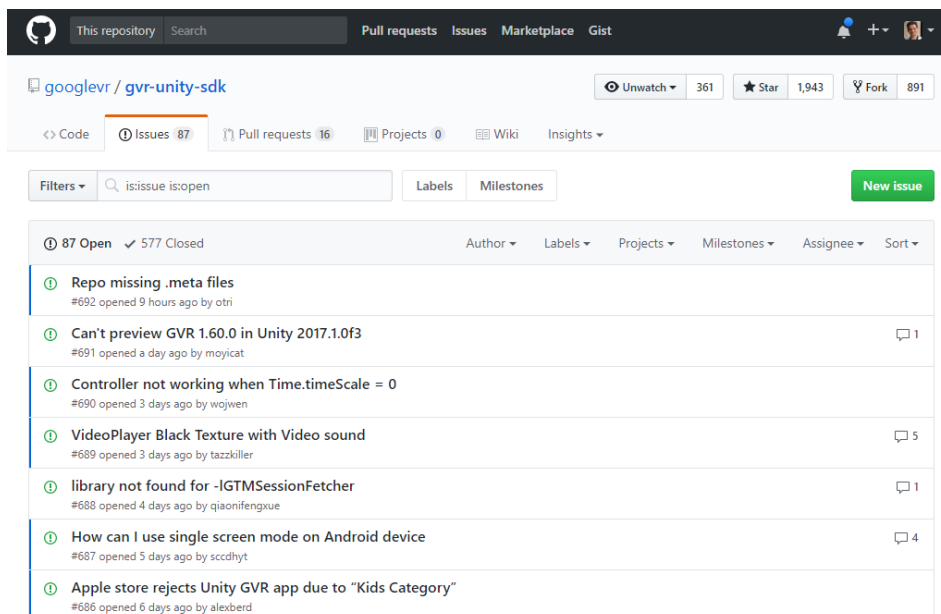 This repository Search Pull requests Issues Marketplace Gist
googlevr / gvr-unity-sdk Unwatch 361 Star 1,943 Fork 891
Code Issues 87 Pull requests 16 Projects 0 Wiki Insights
Filters is:issue is:open Labels Milestones New issue
87 Open 577 Closed Author Labels Projects Milestones Assignee Sort
Repo missing .meta files
#692 opened 9 hours ago by otri
Can't preview GVR 1.60.0 in Unity 2017.1.0f3 1
#691 opened a day ago by moyicat
Controller not working when Time.timeScale = 0
#690 opened 3 days ago by wojwen
VideoPlayer Black Texture with Video sound 5
#689 opened 3 days ago by tazzkiller
library not found for -lGTMSessionFetcher 1
#688 opened 4 days ago by qiaonifengxue
How can I use single screen mode on Android device 4
#687 opened 5 days ago by sccdhyt
Apple store rejects Unity GVR app due to “Kids Category”
#686 opened 6 days ago by alexberd